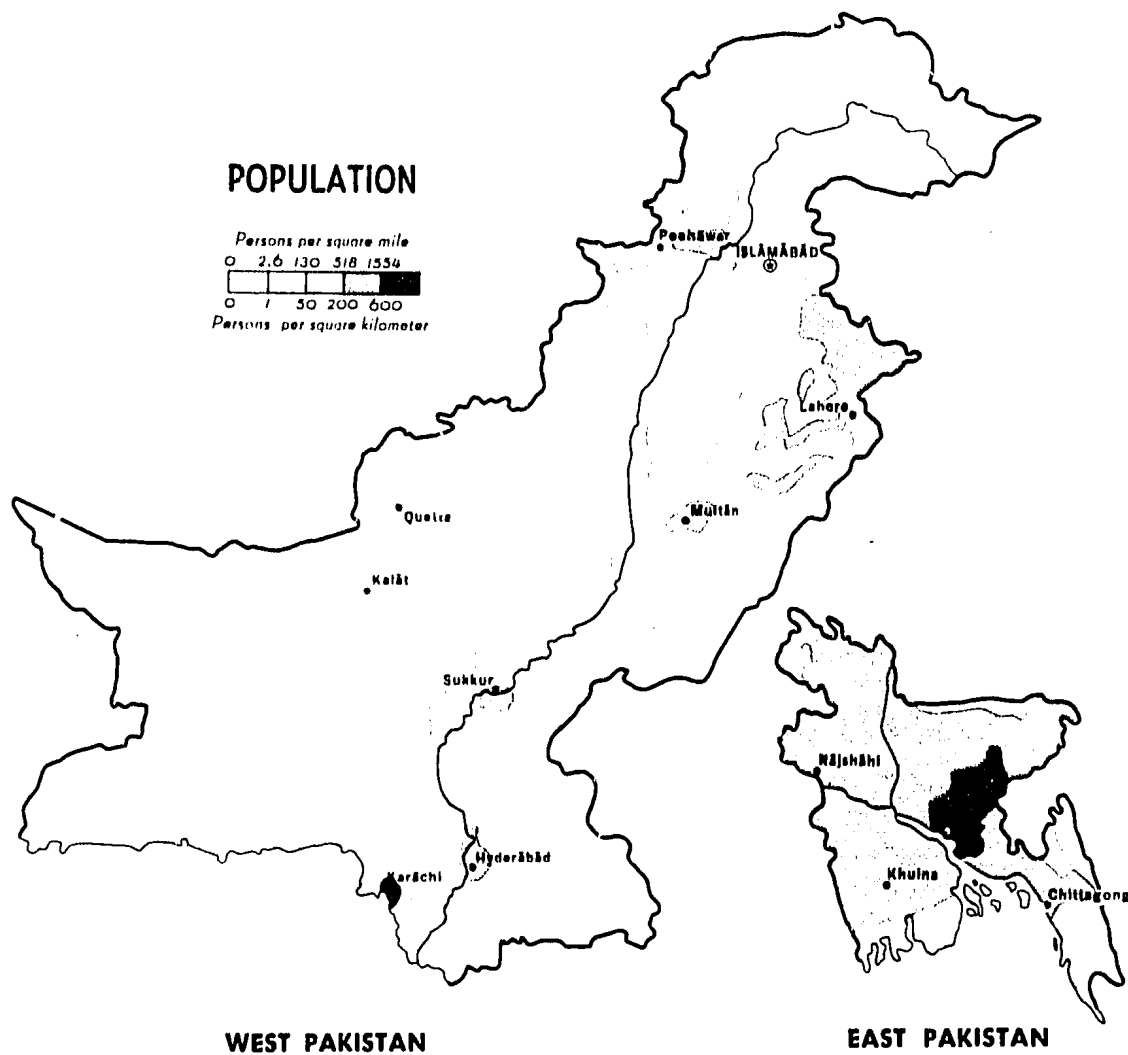 POPULATION
Persons per square mile
0 2.6 130 518 1554
0 1 50 200 600
Persons per square kilometer
Peshāwar
ISLĀMĀBĀD
Lahore
Multān
Quetta
Kalāt
Sukkur
Hyderābād
Karāchi
Nājshāhi
Khulna
Chittagong
WEST PAKISTAN
EAST PAKISTAN